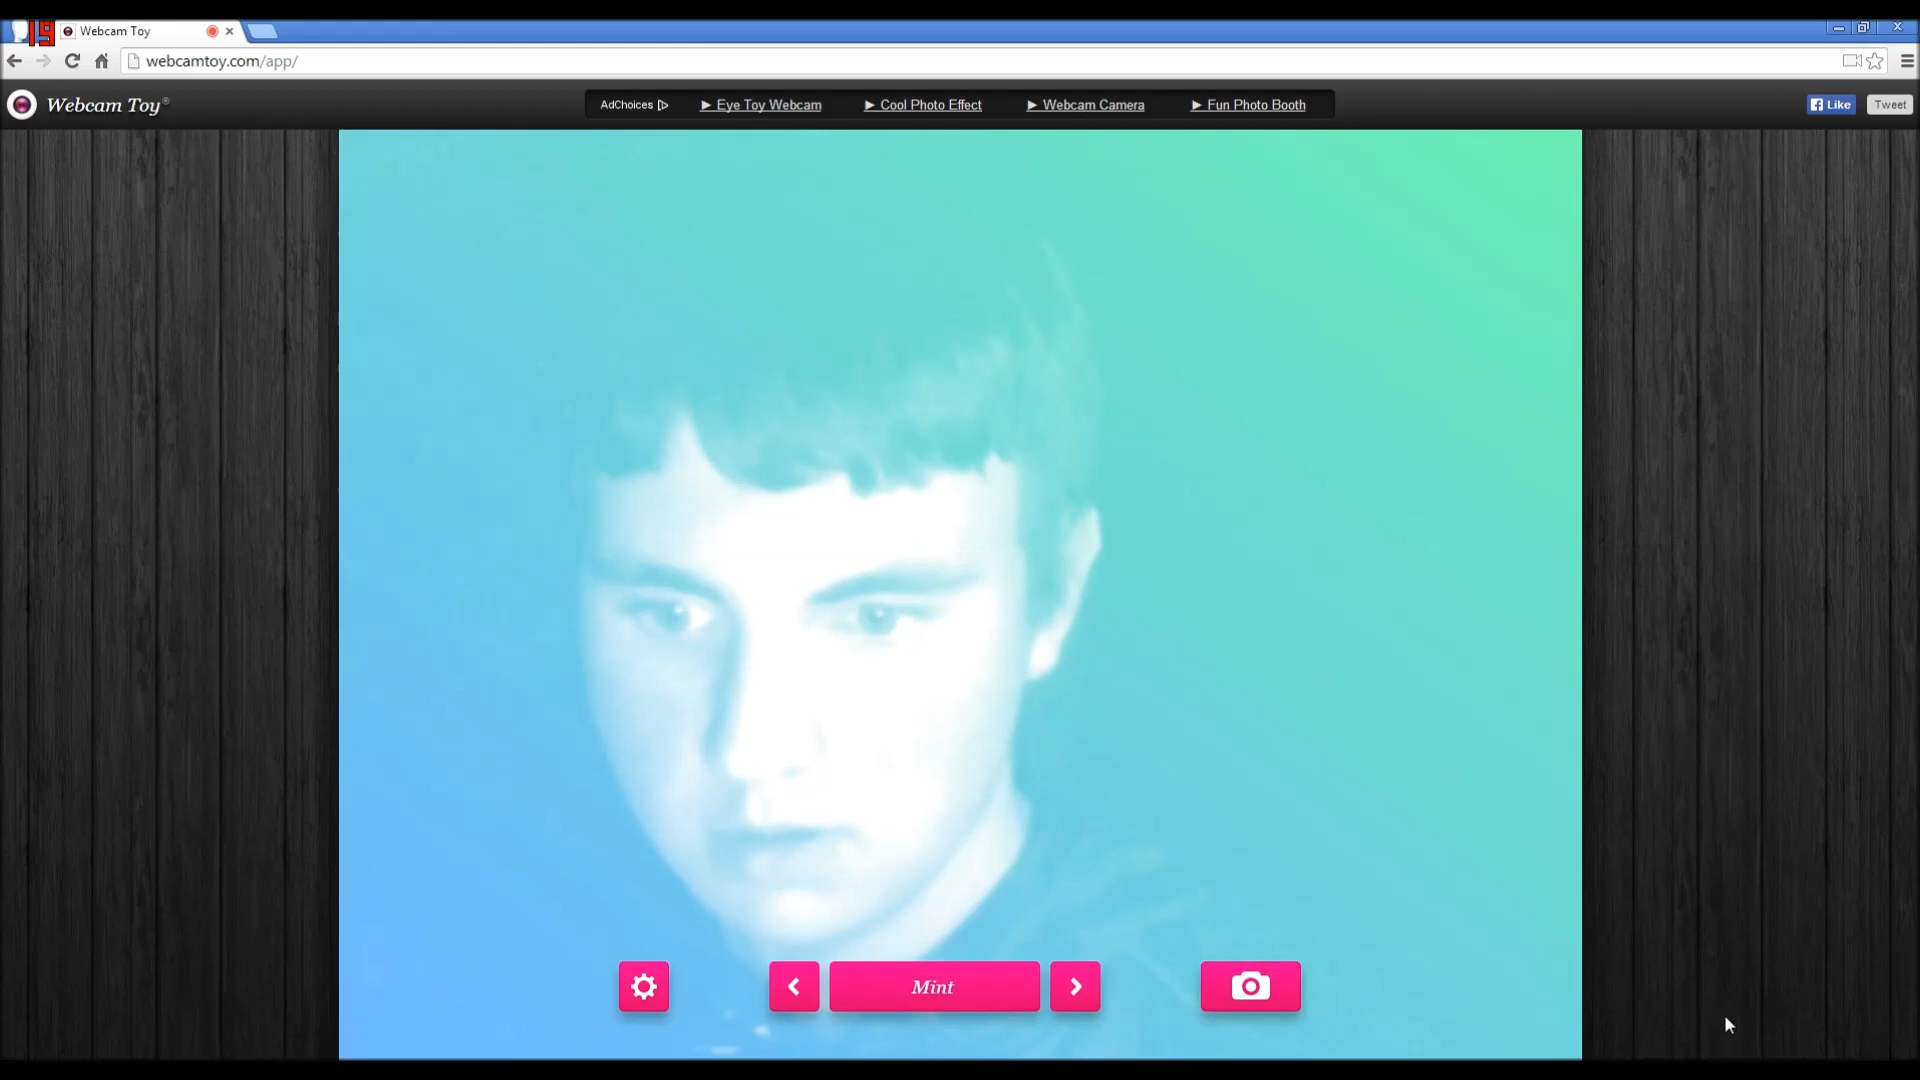 19
Webcam Toy
webcamtoy.com/app/
Webcam Toy®
AdChoices
Eye Toy Webcam
Cool Photo Effect
Webcam Camera
Fun Photo Booth
Like
Tweet
Mint